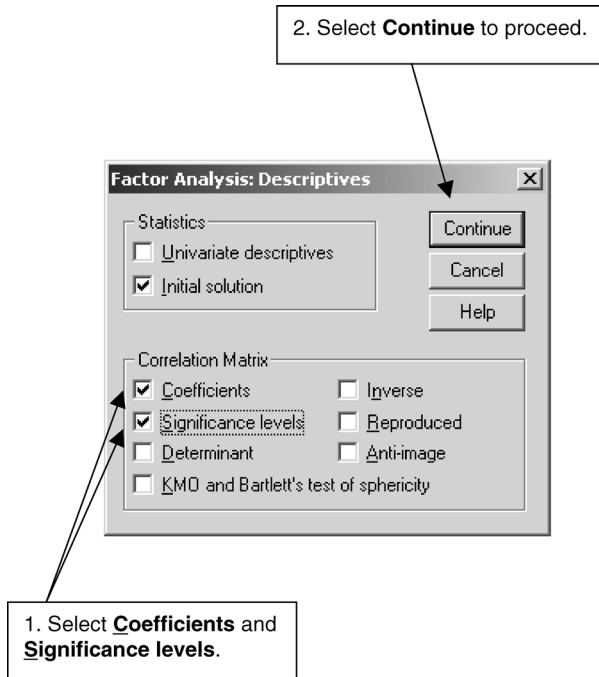 2. Select Continue to proceed.
Factor Analysis: Descriptives
Statistics
Univariate descriptives
Initial solution
Continue
Cancel
Help
Correlation Matrix
Coefficients
Inverse
Significance levels
Reproduced
Determinant
Anti-image
KMO and Bartlett's test of sphericity
1. Select Coefficients and
Significance levels.